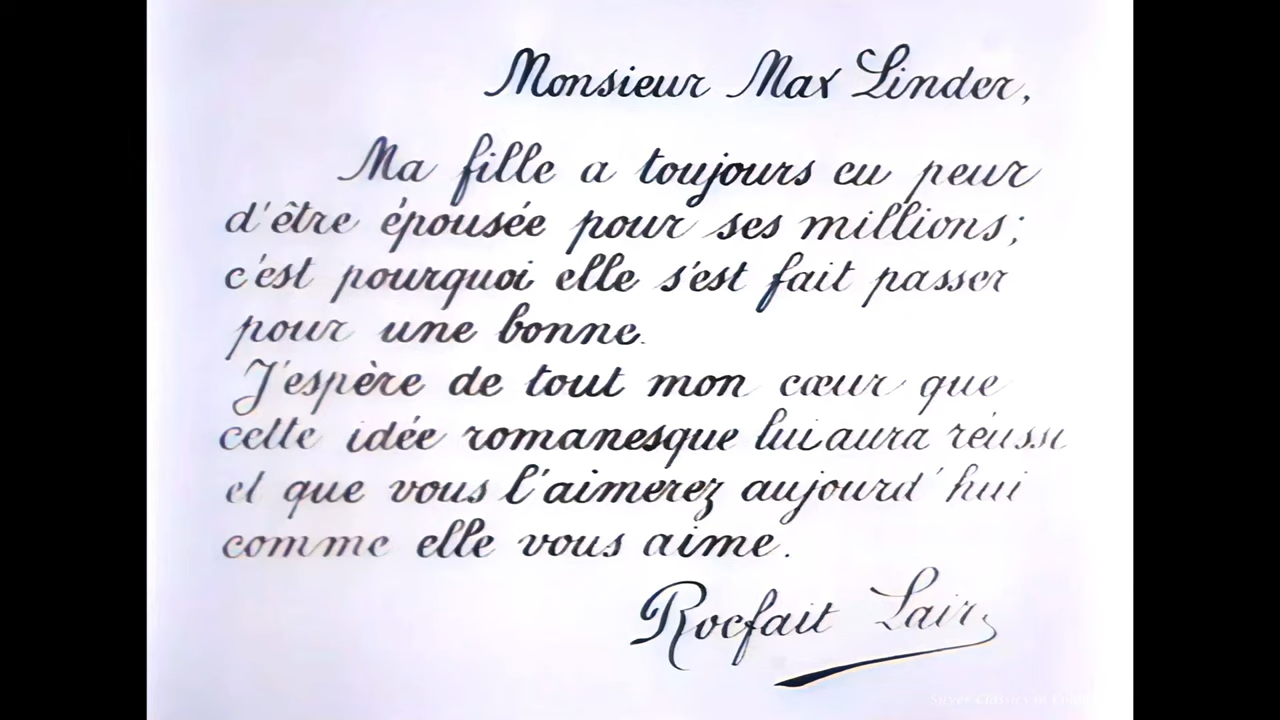 Monsieur Max Linder,
Ma fille a toujours eu peur
d'être épousée pour ses millions;
c'est pourquoi elle s'est fait passer
pour une bonne.
J'espère de tout mon cœur que
cette idée romanesque lui aura réussi
et que vous l'aimerez aujourd'hui
comme elle vous aime.
Rocfait Lair